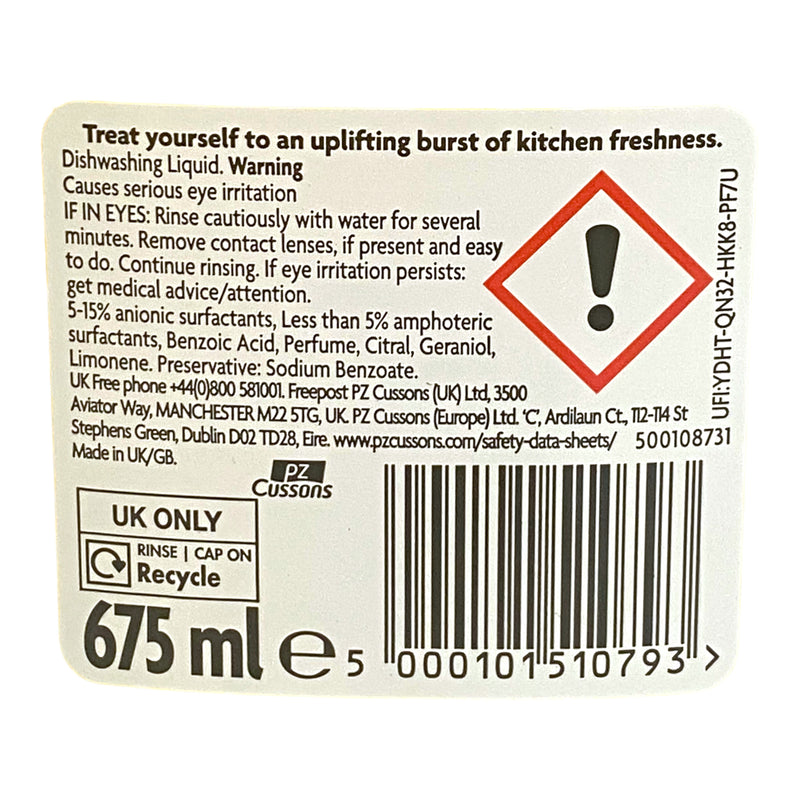 Treat yourself to an uplifting burst of kitchen freshness.
Dishwashing Liquid. Warning
Causes serious eye irritation
IF IN EYES: Rinse cautiously with water for several
minutes. Remove contact lenses, if present and easy
to do. Continue rinsing. If eye irritation persists:
get medical advice/attention.
5-15% anionic surfactants, Less than 5% amphoteric
surfactants, Benzoic Acid, Perfume, Citral, Geraniol,
Limonene. Preservative: Sodium Benzoate.
UK Free phone +44(0)800 581001. Freepost PZ Cussons (UK) Ltd, 3500
Aviator Way, MANCHESTER M22 5TG, UK. PZ Cussons (Europe) Ltd. 'C', Ardilaun Ct., 112-114 St
Stephens Green, Dublin D02 TD28, Eire. www.pzcussons.com/safety-data-sheets/ 500108731
Made in UK/GB.
UFI:YDHT-QN32-HKK8-PF7U
PZ
Cussons
UK ONLY
RINSE | CAP ON
Recycle
675 ml e
5 000101 510793 >